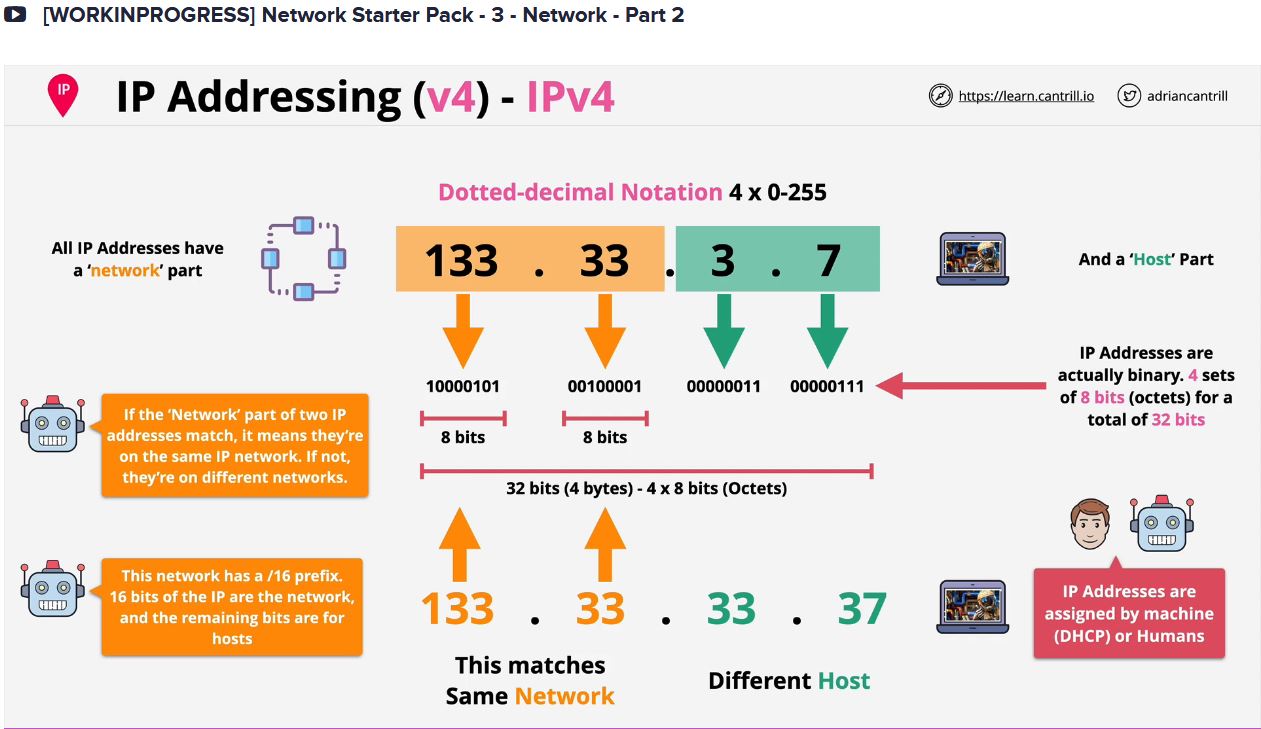 [WORKINPROGRESS] Network Starter Pack - 3 - Network - Part 2
IP
IP Addressing (v4) - IPv4
https://learn.cantrill.io
adriancantrill
Dotted-decimal Notation 4 x 0-255
All IP Addresses have
a ‘network’ part
133 . 33 . 3 . 7
And a ‘Host’ Part
10000101 00100001 00000011 00000111
IP Addresses are
actually binary. 4 sets
of 8 bits (octets) for a
total of 32 bits
If the ‘Network’ part of two IP
addresses match, it means they’re
on the same IP network. If not,
they’re on different networks.
8 bits 8 bits
32 bits (4 bytes) - 4 x 8 bits (Octets)
This network has a /16 prefix.
16 bits of the IP are the network,
and the remaining bits are for
hosts
133 . 33 . 33 . 37
IP Addresses are
assigned by machine
(DHCP) or Humans
This matches
Same Network
Different Host